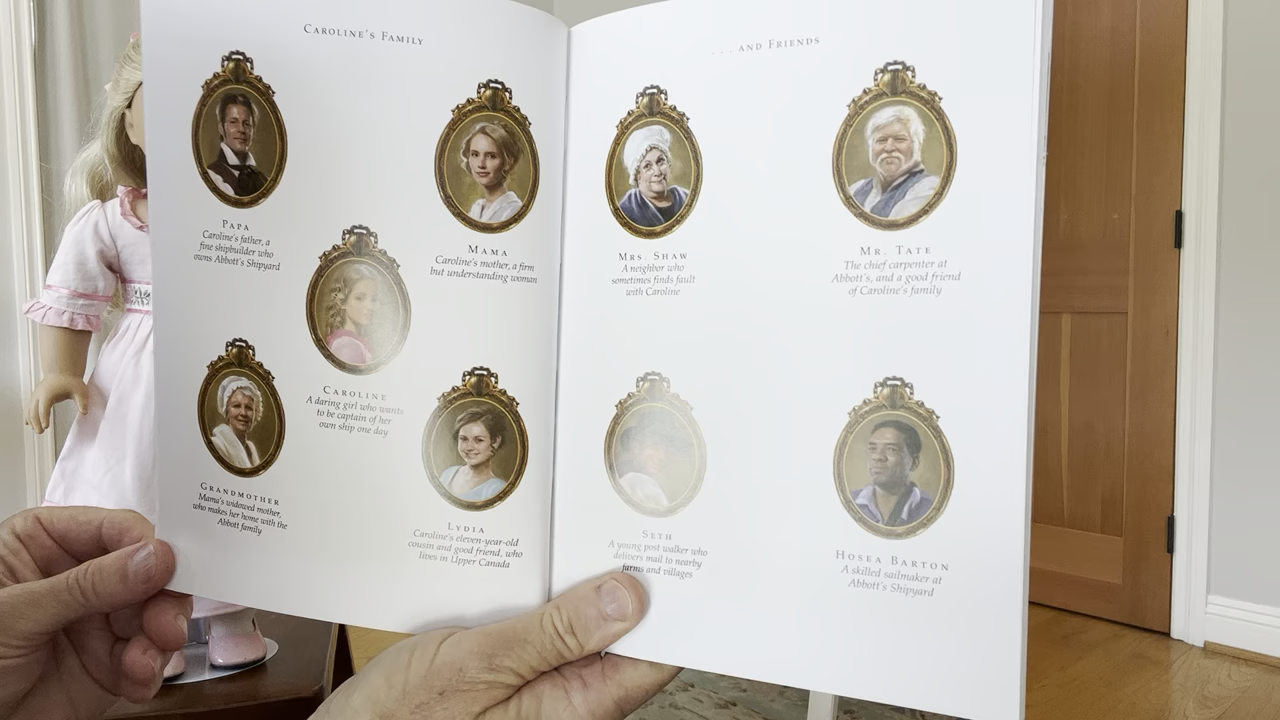 CAROLINE'S FAMILY
PAPA
Caroline's father, a
fine shipbuilder who
owns Abbott's Shipyard
MAMA
Caroline's mother, a firm
but understanding woman
CAROLINE
A daring girl who wants
to be captain of her
own ship one day
GRANDMOTHER
Mama's widowed mother,
who makes her home with the
Abbott family
LYDIA
Caroline's eleven-year-old
cousin and good friend, who
lives in Upper Canada
. . . AND FRIENDS
MRS. SHAW
A neighbor who
sometimes finds fault
with Caroline
MR. TATE
The chief carpenter at
Abbott's, and a good friend
of Caroline's family
SETH
A young post walker who
delivers mail to nearby
farms and villages
HOSEA BARTON
A skilled sailmaker at
Abbott's Shipyard